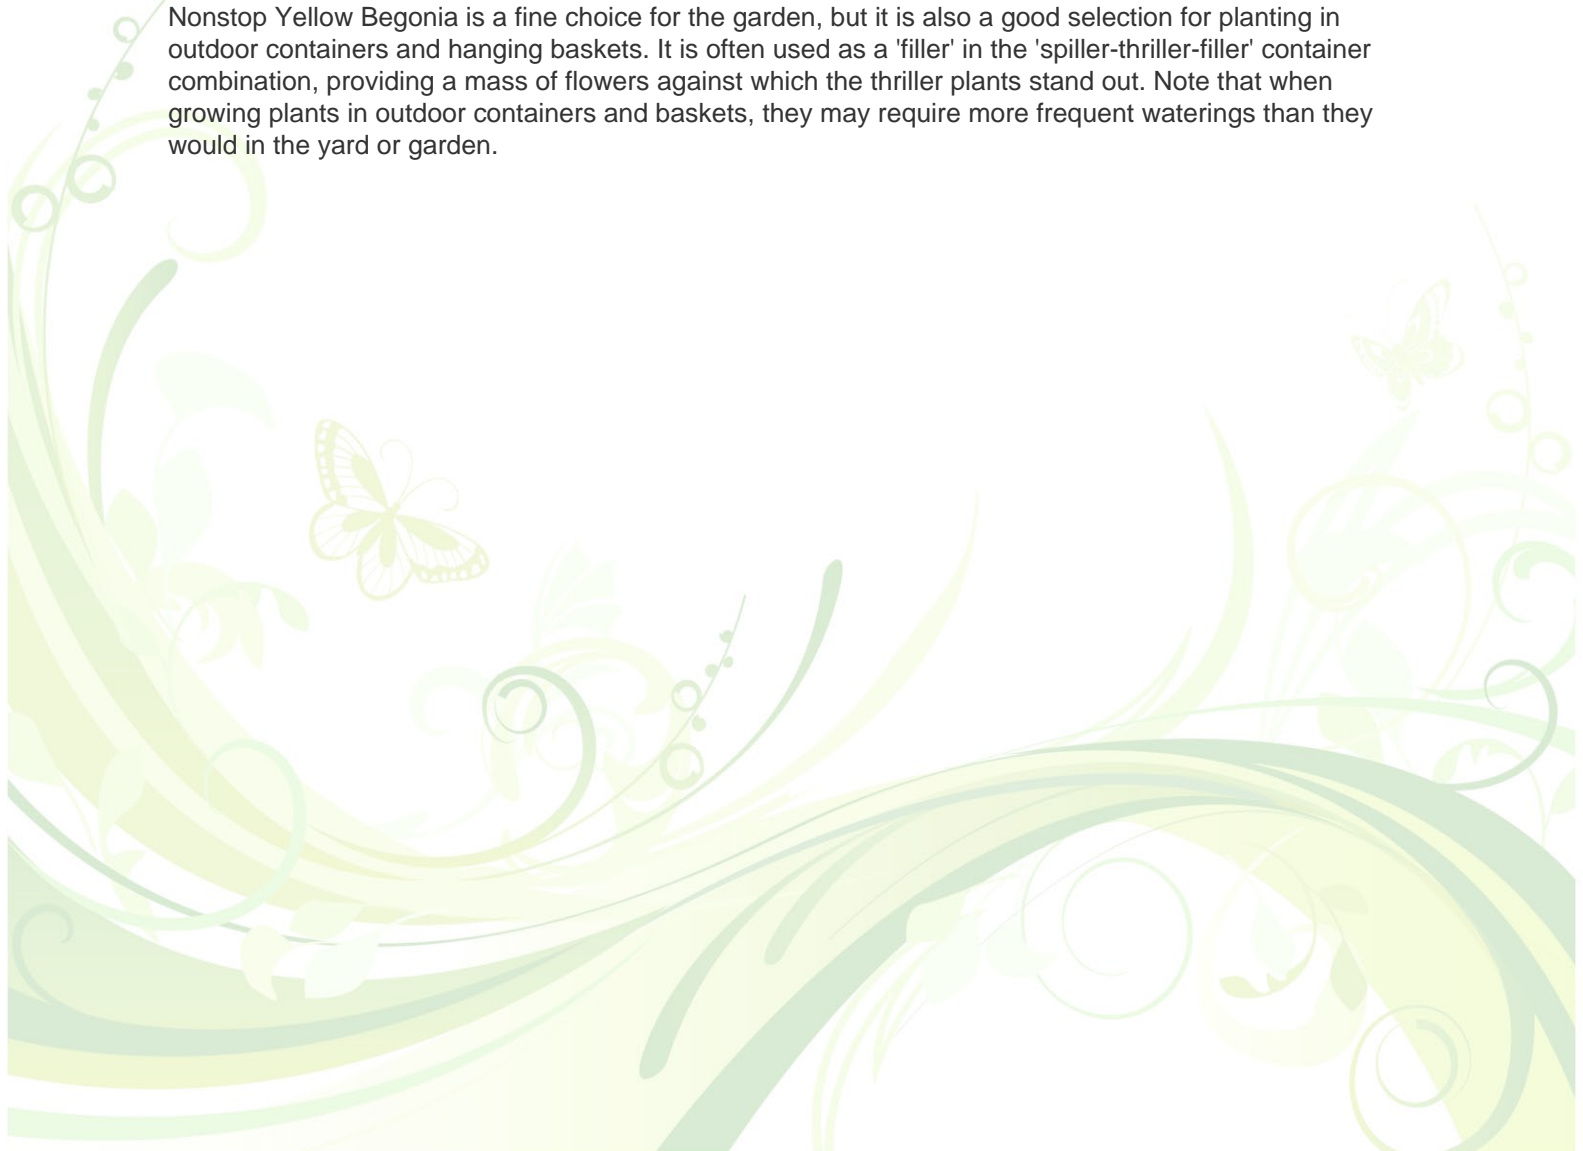 Nonstop Yellow Begonia is a fine choice for the garden, but it is also a good selection for planting in
outdoor containers and hanging baskets. It is often used as a 'filler' in the 'spiller-thriller-filler' container
combination, providing a mass of flowers against which the thriller plants stand out. Note that when
growing plants in outdoor containers and baskets, they may require more frequent waterings than they
would in the yard or garden.